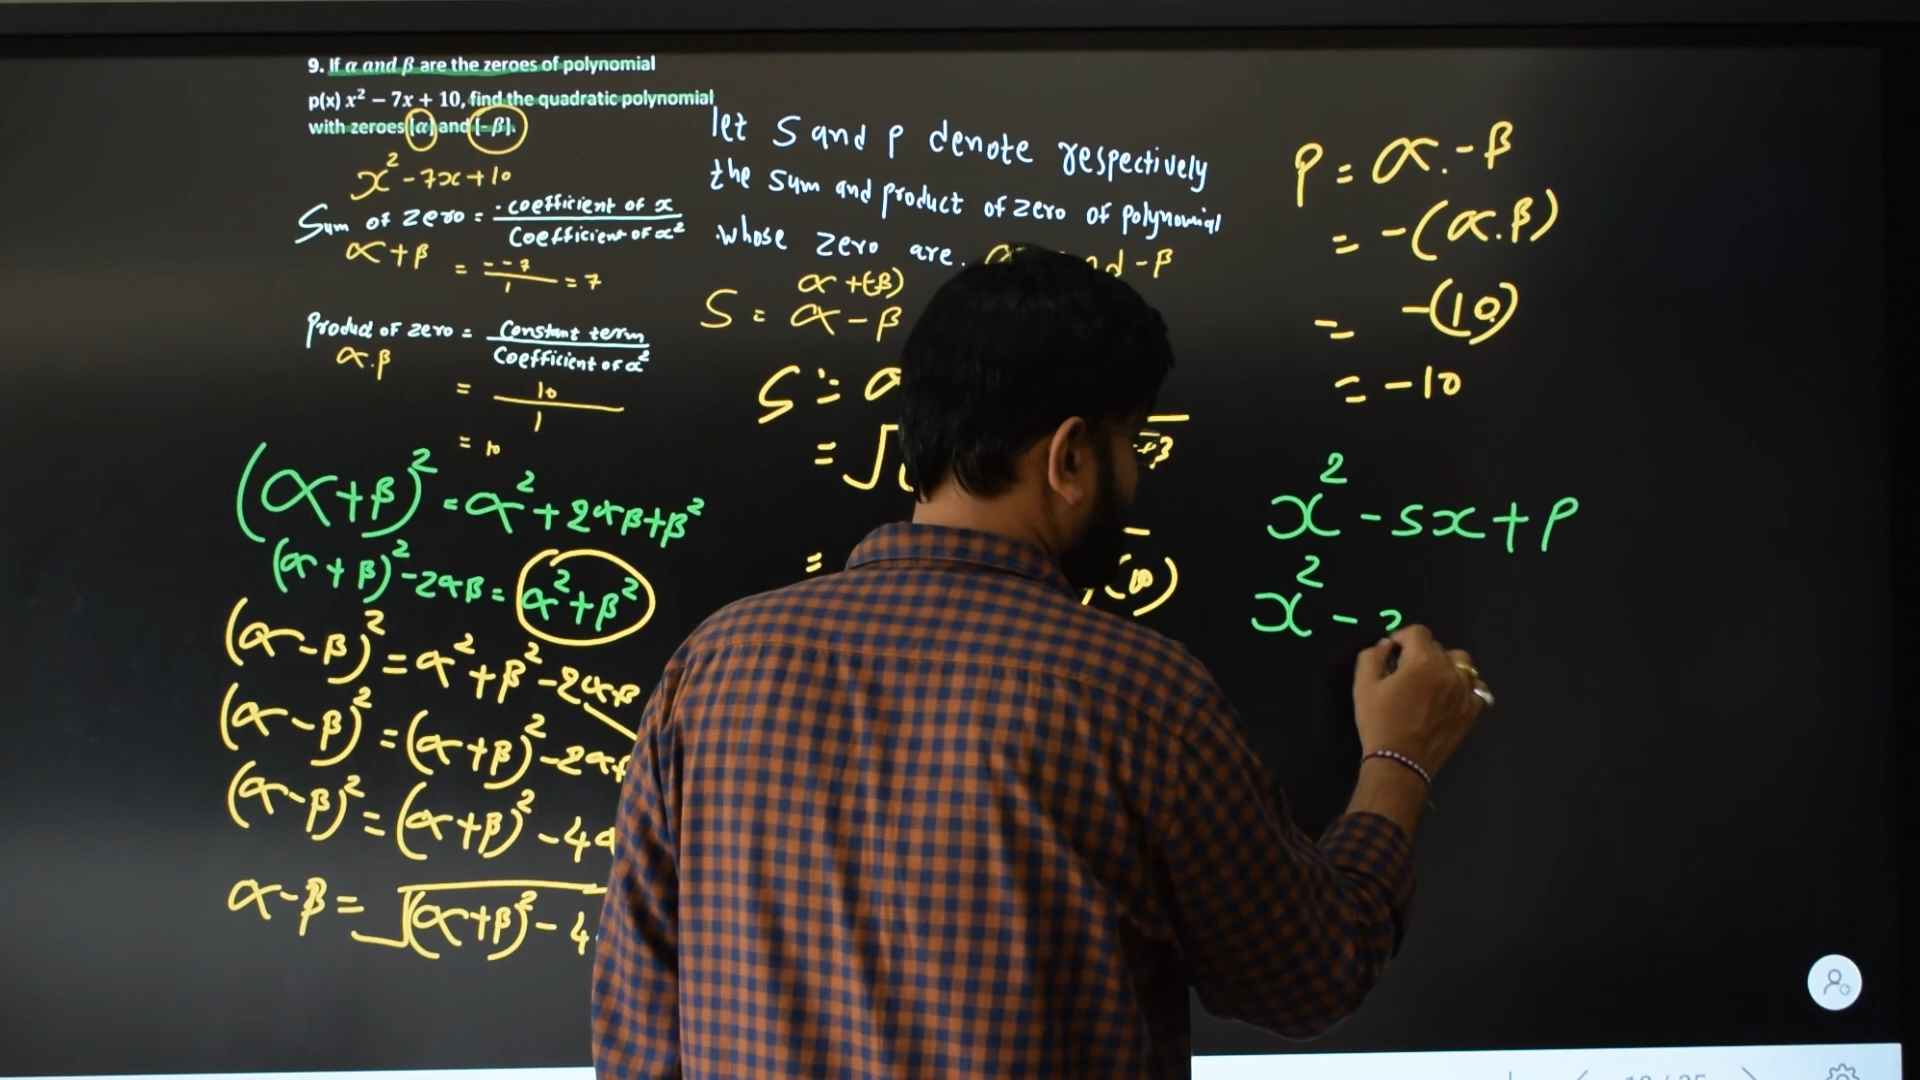 9. If α and β are the zeroes of polynomial
p(x) x² − 7x + 10, find the quadratic polynomial
with zeroes (α) and (-β).
x² - 7x + 10
Sum of zero = - coefficient of x / Coefficient of x²
α + β = - -7 / 1 = 7
Product of zero = Constant term / Coefficient of x²
α.β
= 10 / 1
= 10
(α+β)² = α² + 2αβ + β²
(α+β)² - 2αβ = α² + β²
(α-β)² = α² + β² - 2αβ
(α-β)² = (α+β)² - 2α
(α-β)² = (α+β)² - 4α
α-β = √(α+β)² - 4
let S and P denote respectively
the sum and product of zero of polynomial
whose zero are.
- β
α + (-β)
S = α - β
S =
= √(
=
(10)
P = α. - β
= -(α.β)
= -(10)
= -10
x² - Sx + P
x² -